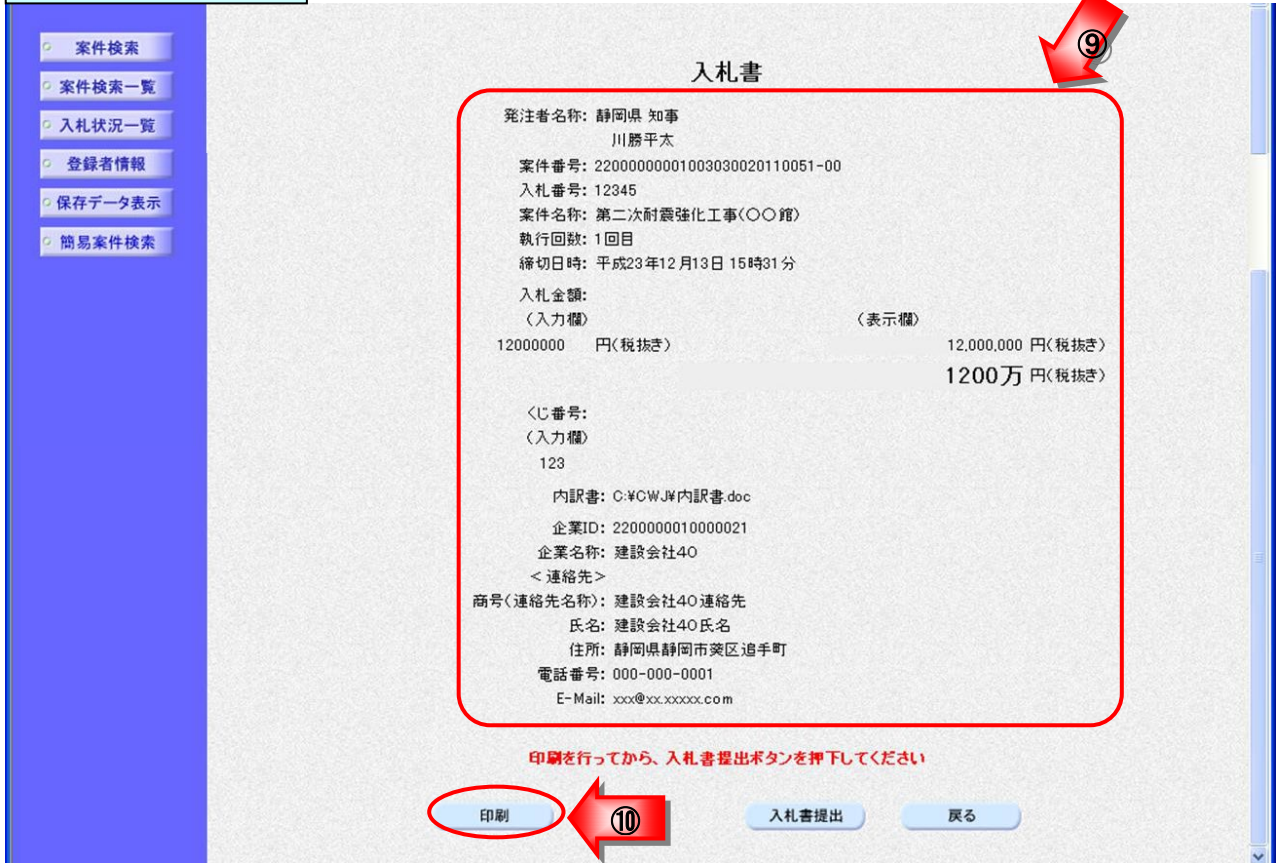 案件検索
案件検索一覧
入札状況一覧
登録者情報
保存データ表示
簡易案件検索
⑨
入札書
発注者名称: 静岡県 知事
川勝平太
案件番号: 22000000001003030020110051-00
入札番号: 12345
案件名称: 第二次耐震強化工事(〇〇館)
執行回数: 1回目
締切日時: 平成23年12月13日 15時31分
入札金額:
(入力欄) (表示欄)
12000000 円(税抜き) 12,000,000 円(税抜き)
1200万 円(税抜き)
くじ番号:
(入力欄)
123
内訳書: C:¥CWJ¥内訳書.doc
企業ID: 2200000010000021
企業名称: 建設会社40
<連絡先>
商号(連絡先名称): 建設会社40連絡先
氏名: 建設会社40氏名
住所: 静岡県静岡市葵区追手町
電話番号: 000-000-0001
E-Mail: xxx@xx.xxxxx.com
印刷を行ってから、入札書提出ボタンを押下してください
印刷 ⑩ 入札書提出 戻る